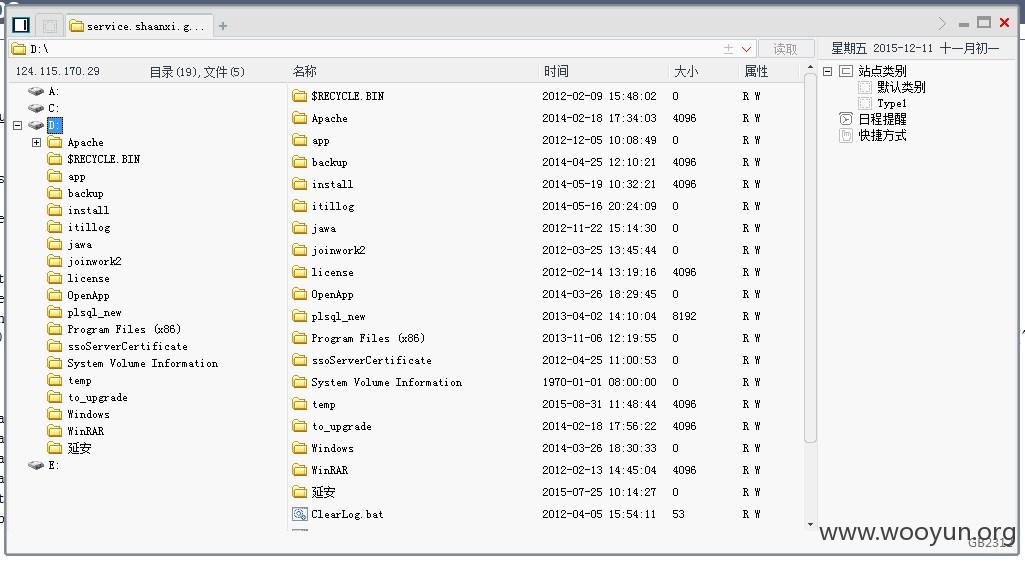 service.shaanxi.g...
D:\
读取
星期五 2015-12-11 十一月初一
124.115.170.29 目录(19),文件(5)
名称 时间 大小 属性
A:
C:
D:
Apache
$RECYCLE.BIN
app
backup
install
itillog
jawa
joinwork2
license
OpenApp
plsql_new
Program Files (x86)
ssoServerCertificate
System Volume Information
temp
to_upgrade
Windows
WinRAR
延安
E:
$RECYCLE.BIN 2012-02-09 15:48:02 0 R W
Apache 2014-02-18 17:34:03 4096 R W
app 2012-12-05 10:08:49 0 R W
backup 2014-04-25 12:10:21 4096 R W
install 2014-05-19 10:32:21 4096 R W
itillog 2014-05-16 20:24:09 0 R W
jawa 2012-11-22 15:14:30 0 R W
joinwork2 2012-03-25 13:45:44 0 R W
license 2012-02-14 13:19:16 4096 R W
OpenApp 2014-03-26 18:29:45 0 R W
plsql_new 2013-04-02 14:10:04 8192 R W
Program Files (x86) 2013-11-06 12:19:55 0 R W
ssoServerCertificate 2012-04-25 11:00:53 0 R W
System Volume Information 1970-01-01 08:00:00 0 R W
temp 2015-08-31 11:48:44 4096 R W
to_upgrade 2014-02-18 17:56:22 4096 R W
Windows 2014-03-26 18:30:33 0 R W
WinRAR 2012-02-13 14:45:04 4096 R W
延安 2015-07-25 10:14:27 0 R W
ClearLog.bat 2012-04-05 15:54:11 53 R W
站点类别
默认类别
Type1
日程提醒
快捷方式
www.wooyun.org
GB2312